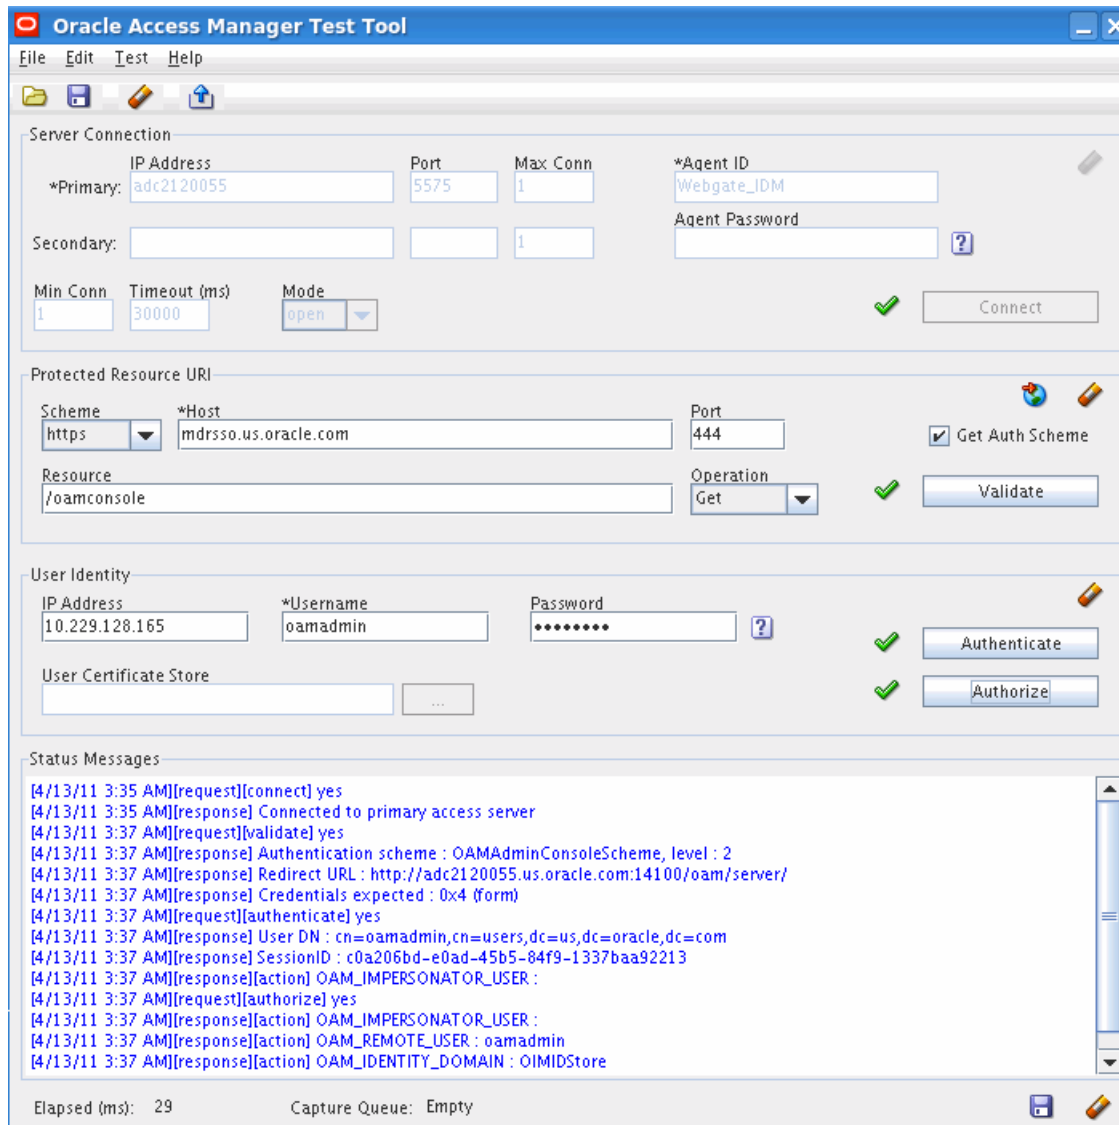 Oracle Access Manager Test Tool
File Edit Test Help
Server Connection
IP Address Port Max Conn *Agent ID
*Primary: adc2120055 5575 1 Webgate_IDM
Agent Password
Secondary: 1
Min Conn Timeout (ms) Mode
1 30000 open Connect
Protected Resource URI
Scheme *Host Port
https mdrsso.us.oracle.com 444 Get Auth Scheme
Resource Operation
/oamconsole Get Validate
User Identity
IP Address *Username Password
10.229.128.165 oamadmin ••••••••
Authenticate
User Certificate Store
... Authorize
Status Messages
[4/13/11 3:35 AM][request][connect] yes
[4/13/11 3:35 AM][response] Connected to primary access server
[4/13/11 3:37 AM][request][validate] yes
[4/13/11 3:37 AM][response] Authentication scheme : OAMAdminConsoleScheme, level : 2
[4/13/11 3:37 AM][response] Redirect URL : http://adc2120055.us.oracle.com:14100/oam/server/
[4/13/11 3:37 AM][response] Credentials expected : 0x4 (form)
[4/13/11 3:37 AM][request][authenticate] yes
[4/13/11 3:37 AM][response] User DN : cn=oamadmin,cn=users,dc=us,dc=oracle,dc=com
[4/13/11 3:37 AM][response] SessionID : c0a206bd-e0ad-45b5-84f9-1337baa92213
[4/13/11 3:37 AM][response][action] OAM_IMPERSONATOR_USER :
[4/13/11 3:37 AM][request][authorize] yes
[4/13/11 3:37 AM][response][action] OAM_IMPERSONATOR_USER :
[4/13/11 3:37 AM][response][action] OAM_REMOTE_USER : oamadmin
[4/13/11 3:37 AM][response][action] OAM_IDENTITY_DOMAIN : OIMIDStore
Elapsed (ms): 29 Capture Queue: Empty